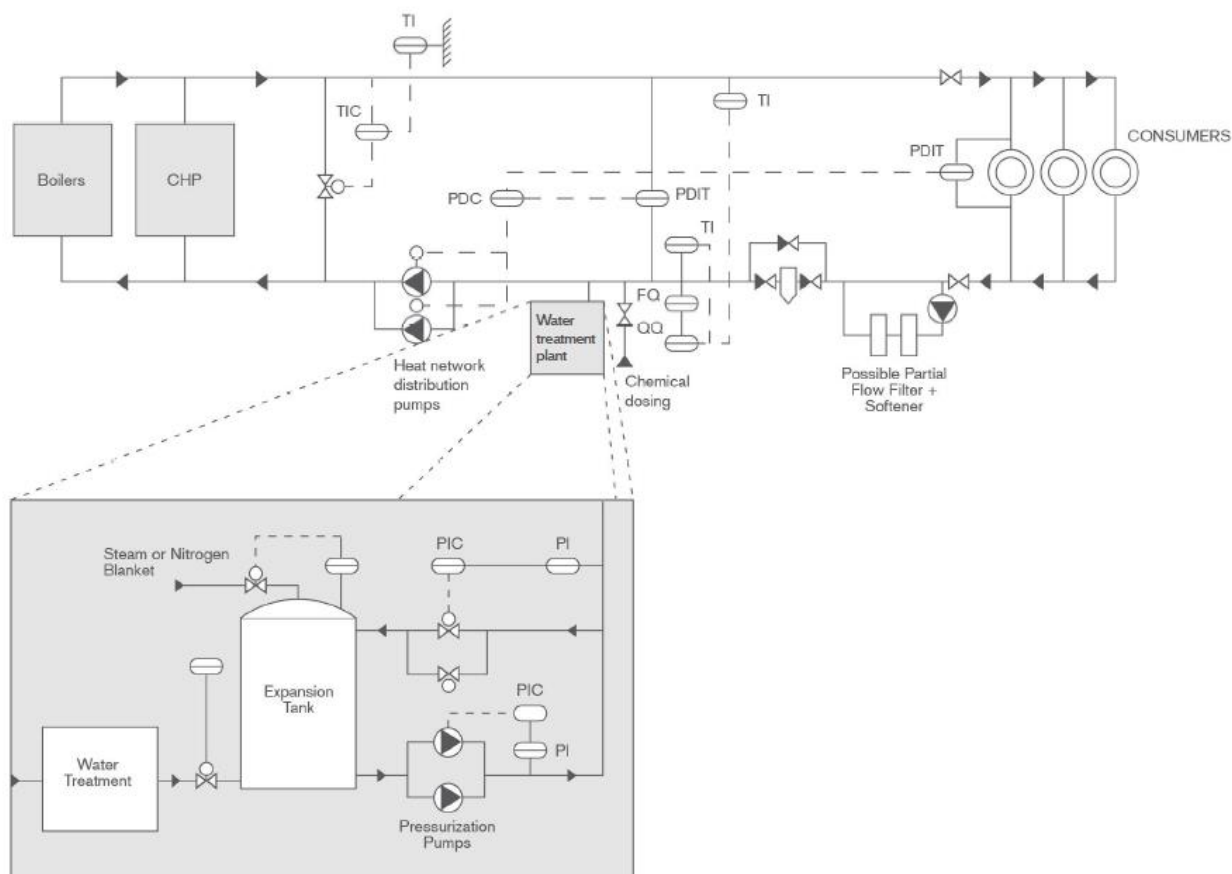 TI
TIC
TI
CONSUMERS
PDIT
Boilers
CHP
PDC
PDIT
TI
FQ
QQ
Water
treatment
plant
Heat network
distribution
pumps
Chemical
dosing
Possible Partial
Flow Filter +
Softener
Steam or Nitrogen
Blanket
PIC
PI
Expansion
Tank
PIC
PI
Water
Treatment
Pressurization
Pumps